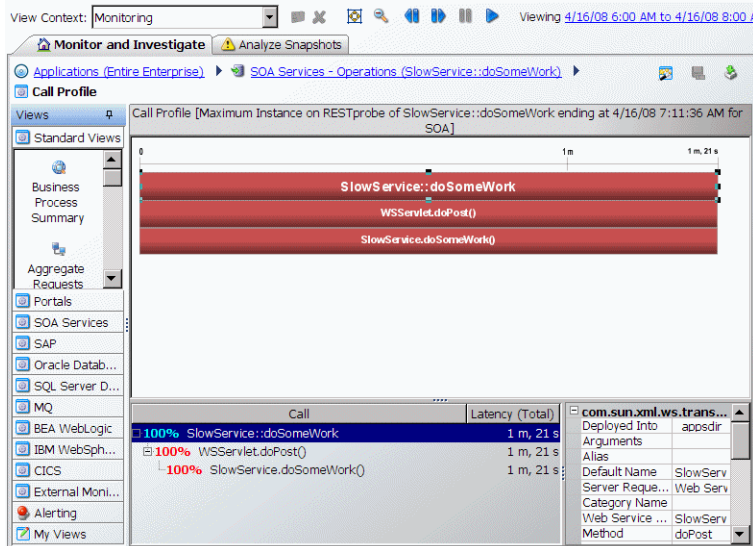 View Context: Monitoring Viewing 4/16/08 6:00 AM to 4/16/08 8:00 A
Monitor and Investigate Analyze Snapshots
Applications (Entire Enterprise) SOA Services - Operations (SlowService::doSomeWork)
Call Profile
Views
Standard Views
Business
Process
Summary
Aggregate
Requests
Portals
SOA Services
SAP
Oracle Datab...
SQL Server D...
MQ
BEA WebLogic
IBM WebSph...
CICS
External Moni...
Alerting
My Views
Call Profile [Maximum Instance on RESTprobe of SlowService::doSomeWork ending at 4/16/08 7:11:36 AM for
SOA]
0 1 m 1 m, 21 s
SlowService::doSomeWork
WSServlet.doPost()
SlowService.doSomeWork()
Call Latency (Total)
100% SlowService::doSomeWork 1 m, 21 s
100% WSServlet.doPost() 1 m, 21 s
100% SlowService.doSomeWork() 1 m, 21 s
com.sun.xml.ws.trans...
Deployed Into appsdir
Arguments
Alias
Default Name SlowServ
Server Reque... Web Serv
Category Name
Web Service ... SlowServ
Method doPost